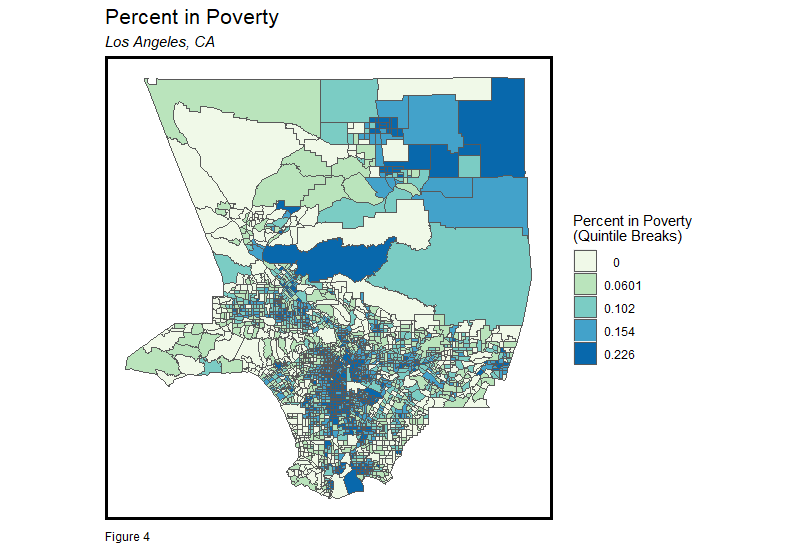 Percent in Poverty
Los Angeles, CA
Percent in Poverty
(Quintile Breaks)
0
0.0601
0.102
0.154
0.226
Figure 4